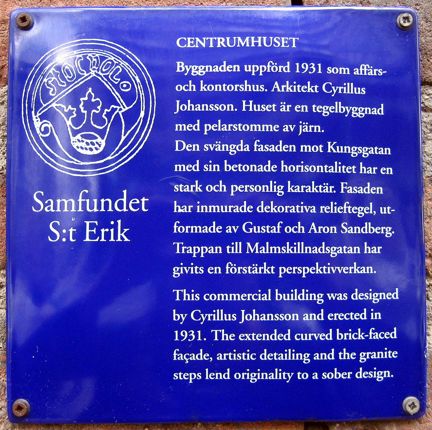 STOCHOLM
Samfundet
S:t Erik
CENTRUMHUSET
Byggnaden uppförd 1931 som affärs-
och kontorshus. Arkitekt Cyrillus
Johansson. Huset är en tegelbyggnad
med pelarstomme av järn.
Den svängda fasaden mot Kungsgatan
med sin betonade horisontalitet har en
stark och personlig karaktär. Fasaden
har inmurade dekorativa relieftegel, ut-
formade av Gustaf och Aron Sandberg.
Trappan till Malmskillnadsgatan har
givits en förstärkt perspektivverkan.
This commercial building was designed
by Cyrillus Johansson and erected in
1931. The extended curved brick-faced
façade, artistic detailing and the granite
steps lend originality to a sober design.